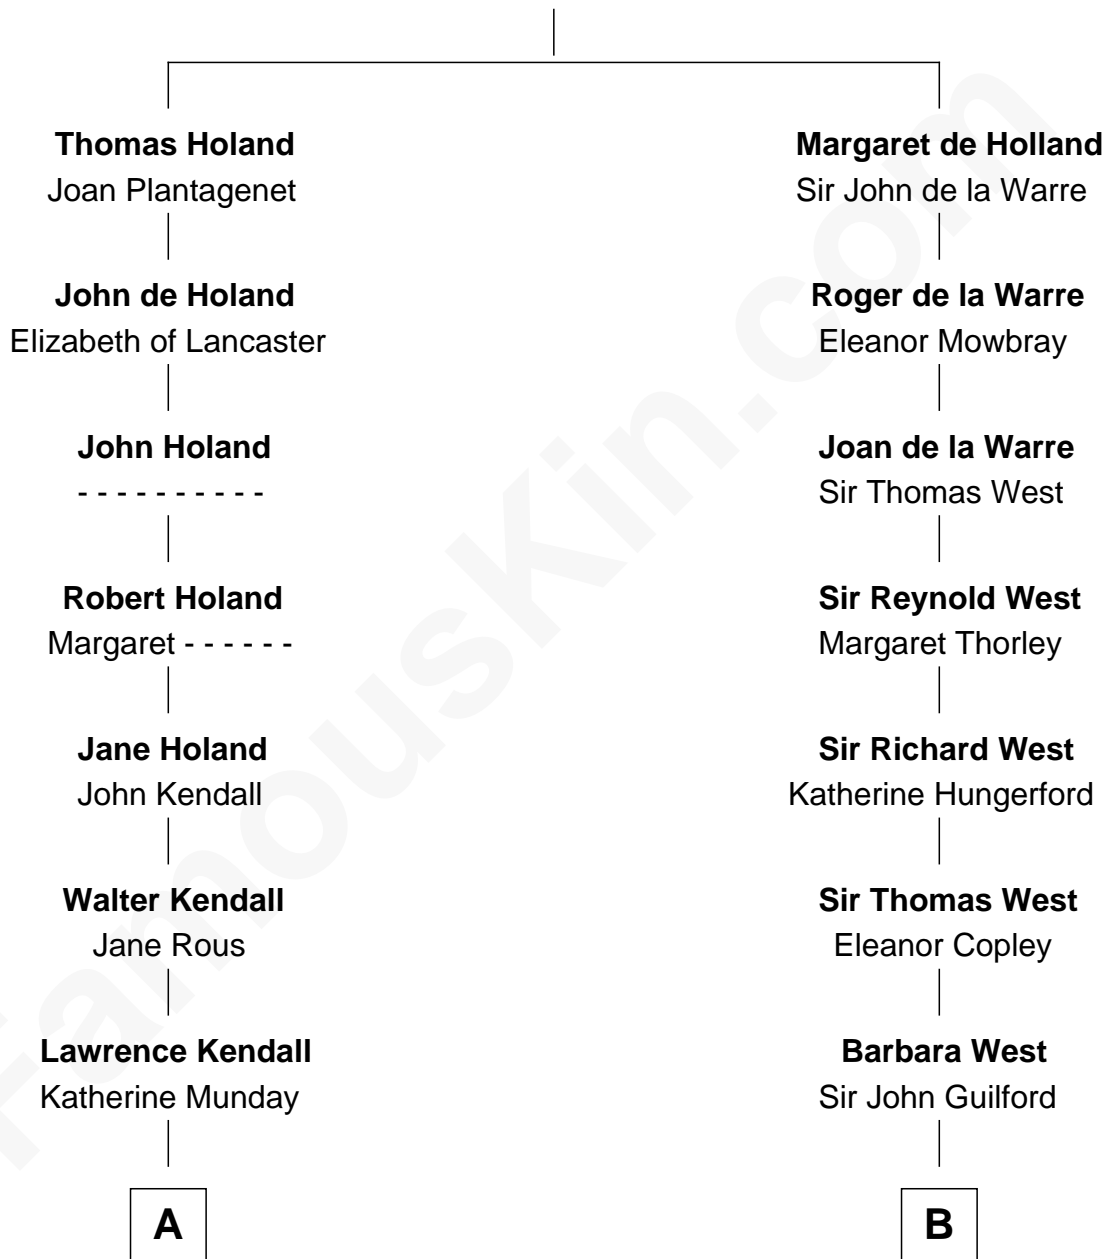 Thomas Holand
Joan Plantagenet
John de Holand
Elizabeth of Lancaster
John Holand
- - - - - - - - - -
Robert Holand
Margaret - - - - - -
Jane Holand
John Kendall
Walter Kendall
Jane Rous
Lawrence Kendall
Katherine Munday
A
Margaret de Holland
Sir John de la Warre
Roger de la Warre
Eleanor Mowbray
Joan de la Warre
Sir Thomas West
Sir Reynold West
Margaret Thorley
Sir Richard West
Katherine Hungerford
Sir Thomas West
Eleanor Copley
Barbara West
Sir John Guilford
B
FamousKin.com